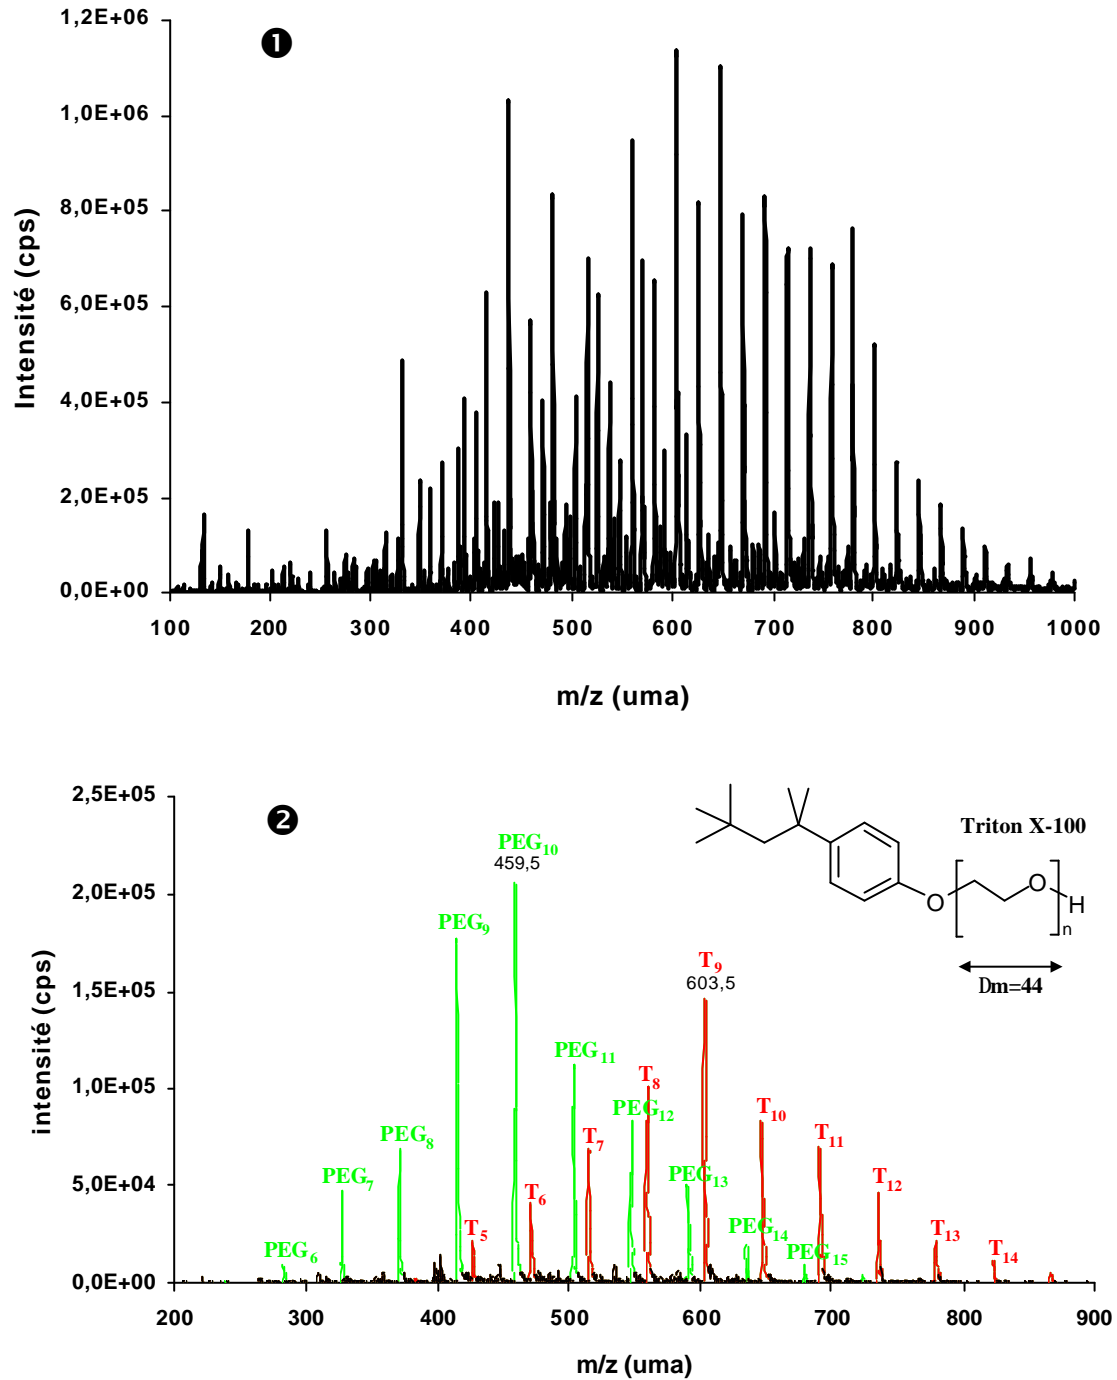 1,2E+06
❶
1,0E+06
8,0E+05
6,0E+05
4,0E+05
2,0E+05
0,0E+00
Intensité (cps)
100 200 300 400 500 600 700 800 900 1000
m/z (uma)
2,5E+05
❷
2,0E+05
1,5E+05
1,0E+05
5,0E+04
0,0E+00
intensité (cps)
Triton X-100
O
O
H
n
Dm=44
PEG10
459,5
PEG9
T9
603,5
PEG11
T8
PEG12
T10
PEG8
T7
T11
PEG7
T6
PEG13
T12
T5
PEG14
T13
PEG6
PEG15
T14
200 300 400 500 600 700 800 900
m/z (uma)